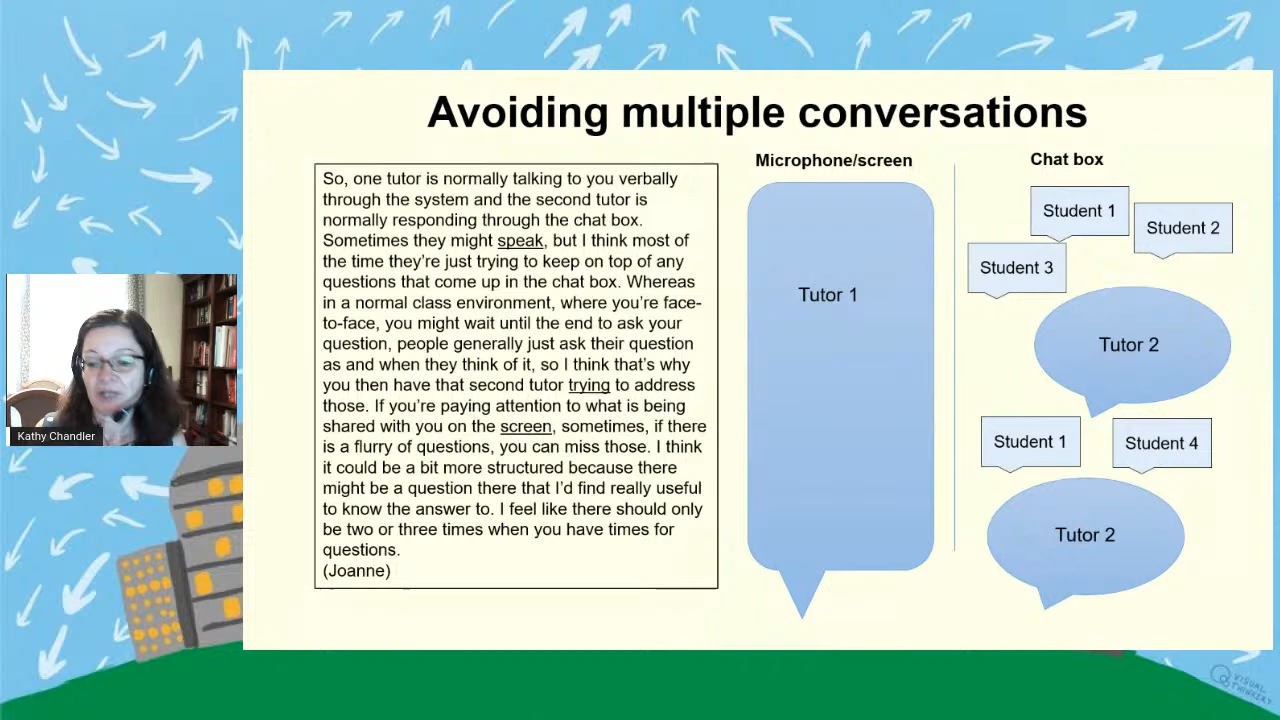 Avoiding multiple conversations
So, one tutor is normally talking to you verbally
through the system and the second tutor is
normally responding through the chat box.
Sometimes they might speak, but I think most of
the time they're just trying to keep on top of any
questions that come up in the chat box. Whereas
in a normal class environment, where you're face-
to-face, you might wait until the end to ask your
question, people generally just ask their question
as and when they think of it, so I think that's why
you then have that second tutor trying to address
those. If you're paying attention to what is being
shared with you on the screen, sometimes, if there
is a flurry of questions, you can miss those. I think
it could be a bit more structured because there
might be a question there that I'd find really useful
to know the answer to. I feel like there should only
be two or three times when you have times for
questions.
(Joanne)
Microphone/screen
Tutor 1
Chat box
Student 1
Student 2
Student 3
Tutor 2
Student 1
Student 4
Tutor 2
Kathy Chandler
VISUAL
THINKERY